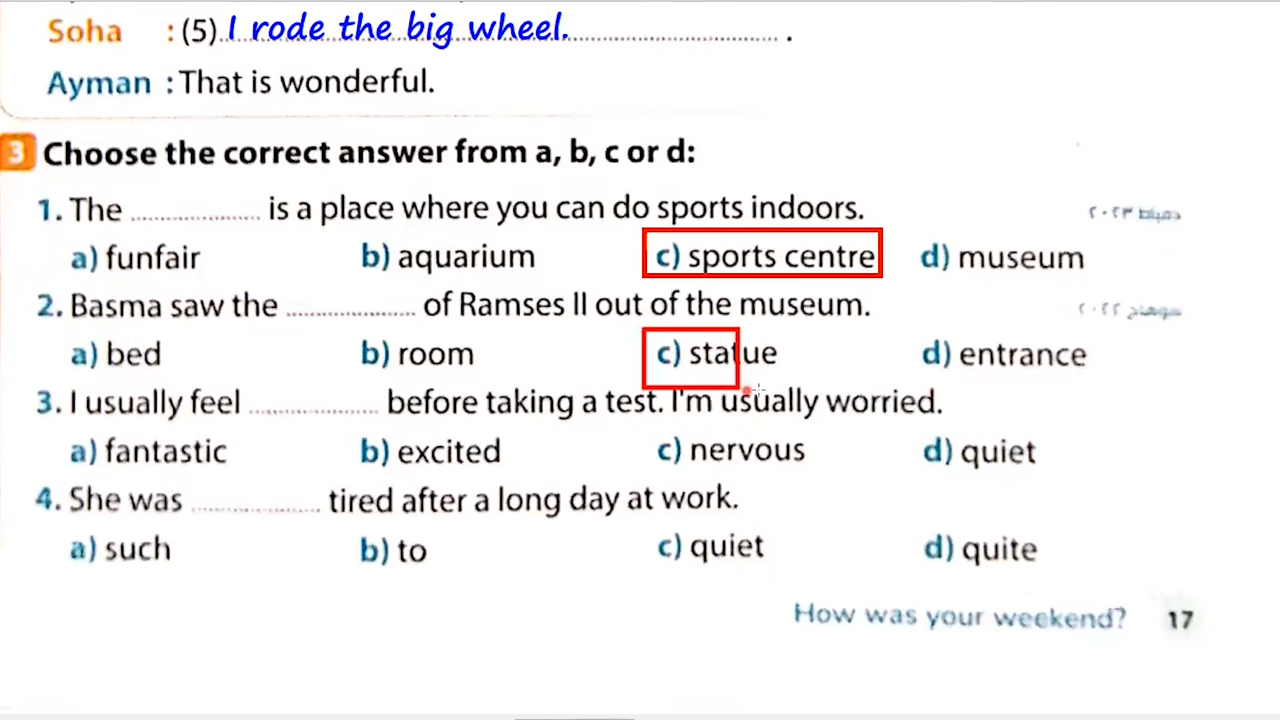 Soha : (5) I rode the big wheel. .
Ayman : That is wonderful.
3 Choose the correct answer from a, b, c or d:
1. The .................... is a place where you can do sports indoors. دمياط ٢٠٢٣
a) funfair b) aquarium c) sports centre d) museum
2. Basma saw the .................... of Ramses II out of the museum. سوهاج ٢٠٢٢
a) bed b) room c) statue d) entrance
3. I usually feel .................... before taking a test. I'm usually worried.
a) fantastic b) excited c) nervous d) quiet
4. She was .................... tired after a long day at work.
a) such b) to c) quiet d) quite
How was your weekend? 17